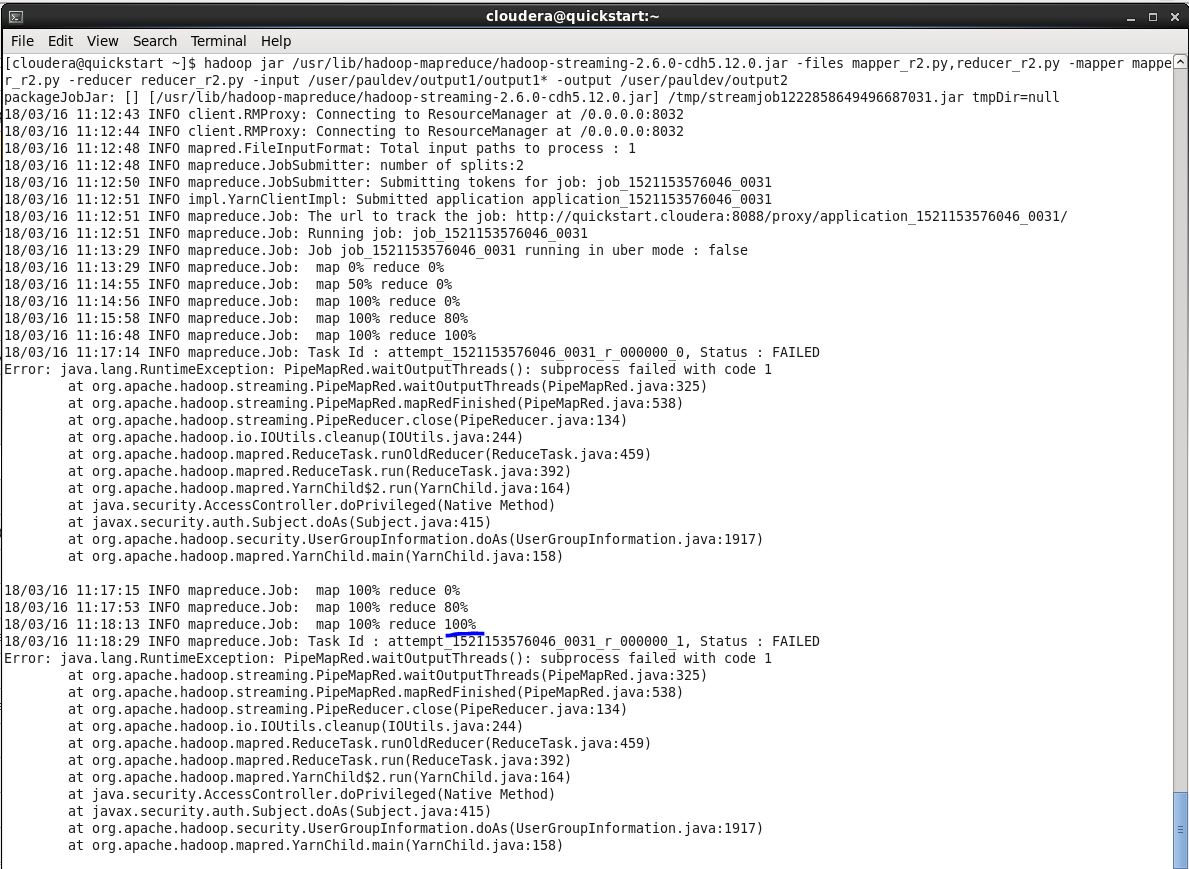 cloudera@quickstart:~
File Edit View Search Terminal Help
[cloudera@quickstart ~]$ hadoop jar /usr/lib/hadoop-mapreduce/hadoop-streaming-2.6.0-cdh5.12.0.jar -files mapper_r2.py,reducer_r2.py -mapper mappe
r_r2.py -reducer reducer_r2.py -input /user/pauldev/output1/output1* -output /user/pauldev/output2
packageJobJar: [] [/usr/lib/hadoop-mapreduce/hadoop-streaming-2.6.0-cdh5.12.0.jar] /tmp/streamjob1222858649496687031.jar tmpDir=null
18/03/16 11:12:43 INFO client.RMProxy: Connecting to ResourceManager at /0.0.0.0:8032
18/03/16 11:12:44 INFO client.RMProxy: Connecting to ResourceManager at /0.0.0.0:8032
18/03/16 11:12:48 INFO mapred.FileInputFormat: Total input paths to process : 1
18/03/16 11:12:48 INFO mapreduce.JobSubmitter: number of splits:2
18/03/16 11:12:50 INFO mapreduce.JobSubmitter: Submitting tokens for job: job_1521153576046_0031
18/03/16 11:12:51 INFO impl.YarnClientImpl: Submitted application application_1521153576046_0031
18/03/16 11:12:51 INFO mapreduce.Job: The url to track the job: http://quickstart.cloudera:8088/proxy/application_1521153576046_0031/
18/03/16 11:12:51 INFO mapreduce.Job: Running job: job_1521153576046_0031
18/03/16 11:13:29 INFO mapreduce.Job: Job job_1521153576046_0031 running in uber mode : false
18/03/16 11:13:29 INFO mapreduce.Job:  map 0% reduce 0%
18/03/16 11:14:55 INFO mapreduce.Job:  map 50% reduce 0%
18/03/16 11:14:56 INFO mapreduce.Job:  map 100% reduce 0%
18/03/16 11:15:58 INFO mapreduce.Job:  map 100% reduce 80%
18/03/16 11:16:48 INFO mapreduce.Job:  map 100% reduce 100%
18/03/16 11:17:14 INFO mapreduce.Job: Task Id : attempt_1521153576046_0031_r_000000_0, Status : FAILED
Error: java.lang.RuntimeException: PipeMapRed.waitOutputThreads(): subprocess failed with code 1
at org.apache.hadoop.streaming.PipeMapRed.waitOutputThreads(PipeMapRed.java:325)
at org.apache.hadoop.streaming.PipeMapRed.mapRedFinished(PipeMapRed.java:538)
at org.apache.hadoop.streaming.PipeReducer.close(PipeReducer.java:134)
at org.apache.hadoop.io.IOUtils.cleanup(IOUtils.java:244)
at org.apache.hadoop.mapred.ReduceTask.runOldReducer(ReduceTask.java:459)
at org.apache.hadoop.mapred.ReduceTask.run(ReduceTask.java:392)
at org.apache.hadoop.mapred.YarnChild$2.run(YarnChild.java:164)
at java.security.AccessController.doPrivileged(Native Method)
at javax.security.auth.Subject.doAs(Subject.java:415)
at org.apache.hadoop.security.UserGroupInformation.doAs(UserGroupInformation.java:1917)
at org.apache.hadoop.mapred.YarnChild.main(YarnChild.java:158)
18/03/16 11:17:15 INFO mapreduce.Job:  map 100% reduce 0%
18/03/16 11:17:53 INFO mapreduce.Job:  map 100% reduce 80%
18/03/16 11:18:13 INFO mapreduce.Job:  map 100% reduce 100%
18/03/16 11:18:29 INFO mapreduce.Job: Task Id : attempt_1521153576046_0031_r_000000_1, Status : FAILED
Error: java.lang.RuntimeException: PipeMapRed.waitOutputThreads(): subprocess failed with code 1
at org.apache.hadoop.streaming.PipeMapRed.waitOutputThreads(PipeMapRed.java:325)
at org.apache.hadoop.streaming.PipeMapRed.mapRedFinished(PipeMapRed.java:538)
at org.apache.hadoop.streaming.PipeReducer.close(PipeReducer.java:134)
at org.apache.hadoop.io.IOUtils.cleanup(IOUtils.java:244)
at org.apache.hadoop.mapred.ReduceTask.runOldReducer(ReduceTask.java:459)
at org.apache.hadoop.mapred.ReduceTask.run(ReduceTask.java:392)
at org.apache.hadoop.mapred.YarnChild$2.run(YarnChild.java:164)
at java.security.AccessController.doPrivileged(Native Method)
at javax.security.auth.Subject.doAs(Subject.java:415)
at org.apache.hadoop.security.UserGroupInformation.doAs(UserGroupInformation.java:1917)
at org.apache.hadoop.mapred.YarnChild.main(YarnChild.java:158)